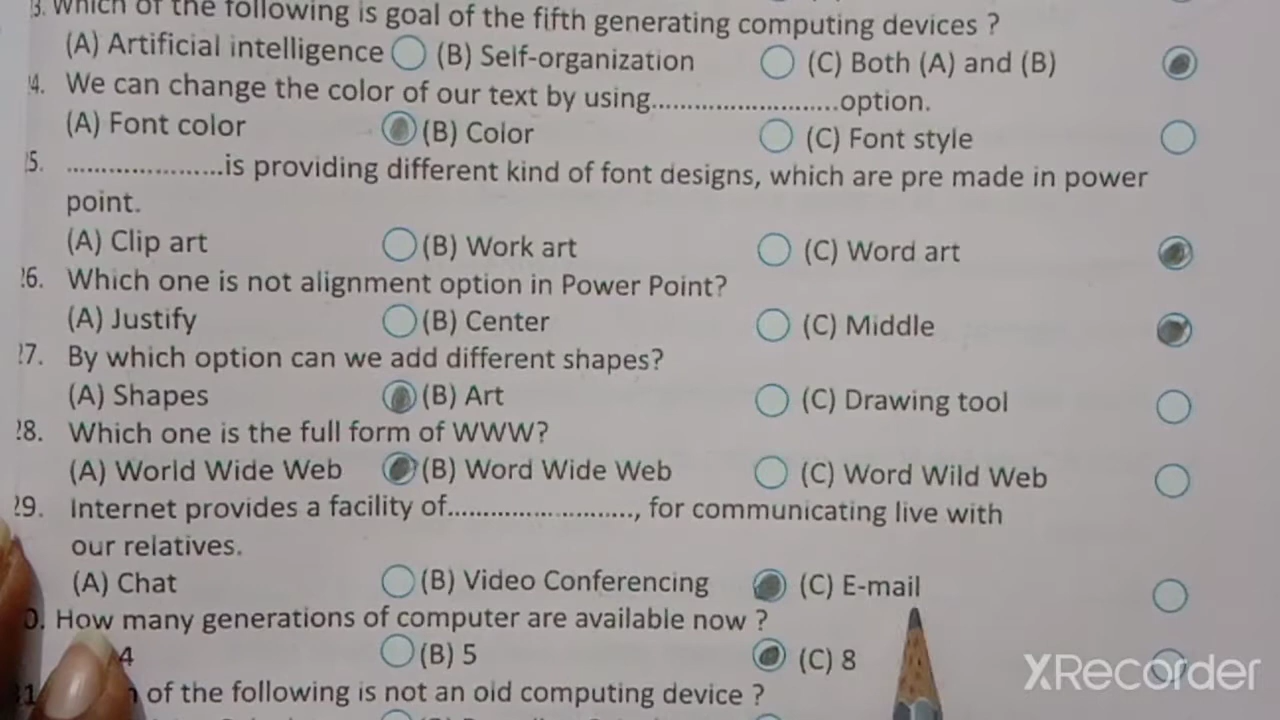 3. Which of the following is goal of the fifth generating computing devices ?
(A) Artificial intelligence (B) Self-organization (C) Both (A) and (B)
4. We can change the color of our text by using..........................option.
(A) Font color (B) Color (C) Font style
5. ......................is providing different kind of font designs, which are pre made in power
point.
(A) Clip art (B) Work art (C) Word art
26. Which one is not alignment option in Power Point?
(A) Justify (B) Center (C) Middle
27. By which option can we add different shapes?
(A) Shapes (B) Art (C) Drawing tool
28. Which one is the full form of WWW?
(A) World Wide Web (B) Word Wide Web (C) Word Wild Web
29. Internet provides a facility of.........................., for communicating live with
our relatives.
(A) Chat (B) Video Conferencing (C) E-mail
0. How many generations of computer are available now ?
4 (B) 5 (C) 8
XRecorder
31 of the following is not an old computing device ?